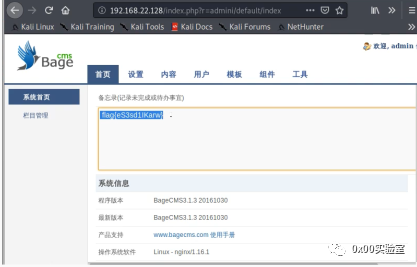 192.168.22.128/index.php?r=admini/default/index
Kali Linux Kali Training Kali Tools Kali Docs Kali Forums NetHunter
Bage cms
欢迎, admin
首页 设置 内容 用户 模板 组件 工具
系统首页
栏目管理
备忘录(记录未完成或待办事宜)
系统信息
程序版本 BageCMS3.1.3 20161030
最新版本 BageCMS3.1.3 20161030
产品支持 www.bagecms.com 使用手册
操作系统软件 Linux - nginx/1.16.1
0x00实验室